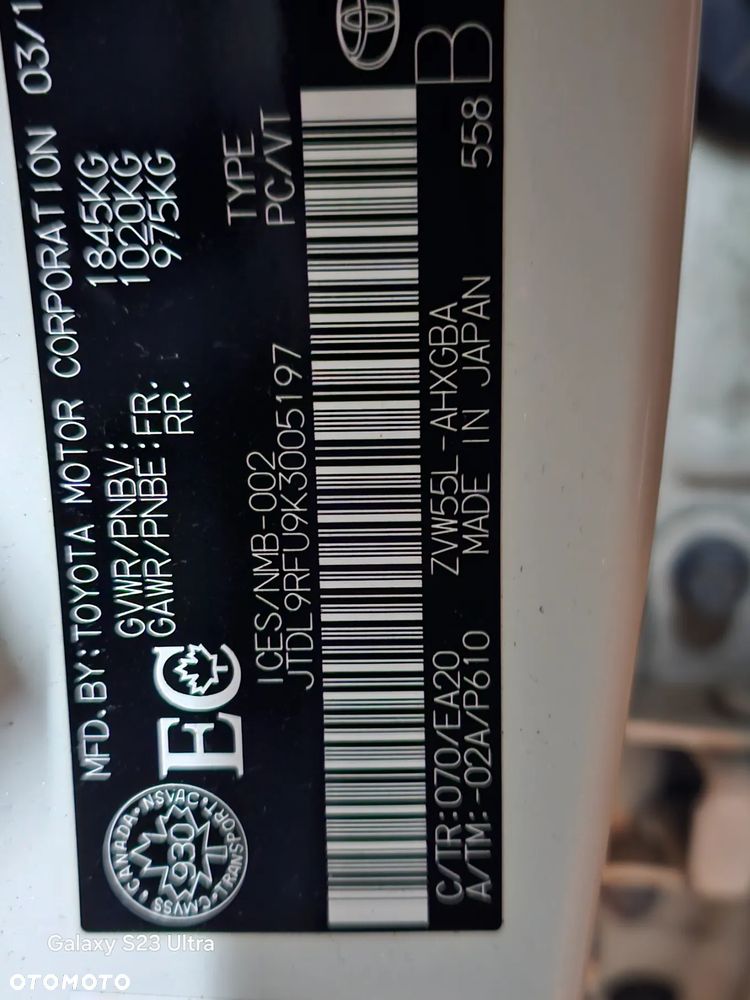 MFD.BY:TOYOTA MOTOR CORPORATION 03/1
GVWR/PNBV: 1845KG
GAWR/PNBE:FR. 1020KG
RR. 975KG
EC
CANADA • NSVAC • TRANSPORT • CMVSS
930
ICES/NMB-002 TYPE
JTDL9RFU9K3005197 PC/VT
C/TR:070/EA20 ZVW55L-AHXGBA
A/TM:-02A/P610 MADE IN JAPAN 558 B
Galaxy S23 Ultra
OTOMOTO